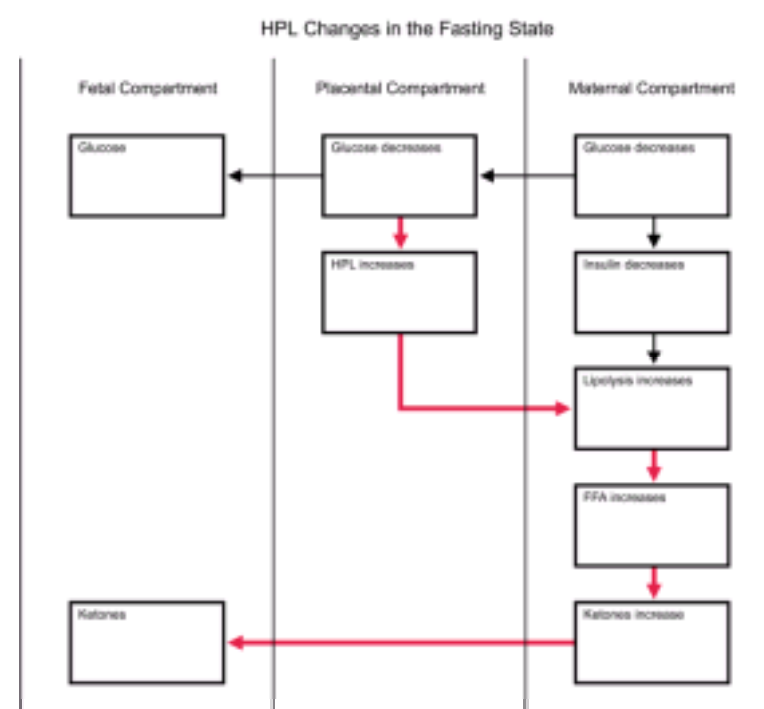 HPL Changes in the Fasting State
Fetal Compartment
Placental Compartment
Maternal Compartment
Glucose
Glucose decreases
Glucose decreases
HPL increases
Insulin decreases
Lipolysis increases
FFA increases
Ketones
Ketones increase